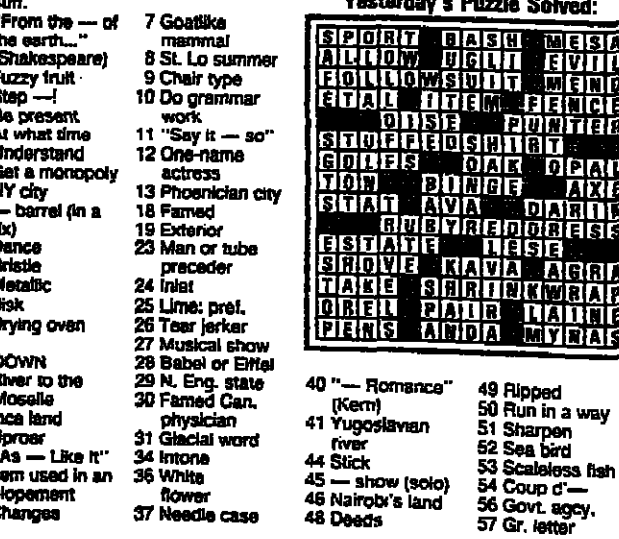 From the — of
the earth..."
(Shakespeare)
Fuzzy fruit
Step —!
Be present
At what time
Understand
Get a monopoly
NY city
— barrel (in a
fix)
Dance
Bristle
Metallic
disk
Drying oven
DOWN
River to the
Moselle
Inca land
Uproar
"As — Like It"
Item used in an
elopement
Changes
7 Goatlike
mammal
8 St. Lo summer
9 Chair type
10 Do grammar
work
11 "Say it — so"
12 One-name
actress
13 Phoenician city
18 Famed
19 Exterior
23 Man or tube
preceder
24 Inlet
25 Lime: pref.
26 Tear jerker
27 Musical show
28 Babel or Eiffel
29 N. Eng. state
30 Famed Can.
physician
31 Glacial word
34 Intone
36 White
flower
37 Needle case
Yesterday's Puzzle Solved:
SPORT BASH MESA
ALLOW UGLI EVIL
FOLLOWSUIT MEND
ETAL ITEM FENCE
OISE PUNTER
STUFFEDSHIRT
GOLFS OAK OPAL
TON BINGE AXE
STAT AVA DARIN
RUBYREDDRESS
ESTATE LESE
SHOVE KAVA AGRA
TAKE SHRINKWRAP
OREL PAIR LAINE
PENS ANDA MYNAS
40 "— Romance"
(Kern)
41 Yugoslavian
river
44 Stick
45 — show (solo)
46 Nairobi's land
48 Deeds
49 Ripped
50 Run in a way
51 Sharpen
52 Sea bird
53 Scaleless fish
54 Coup d'—
56 Govt. agcy.
57 Gr. letter